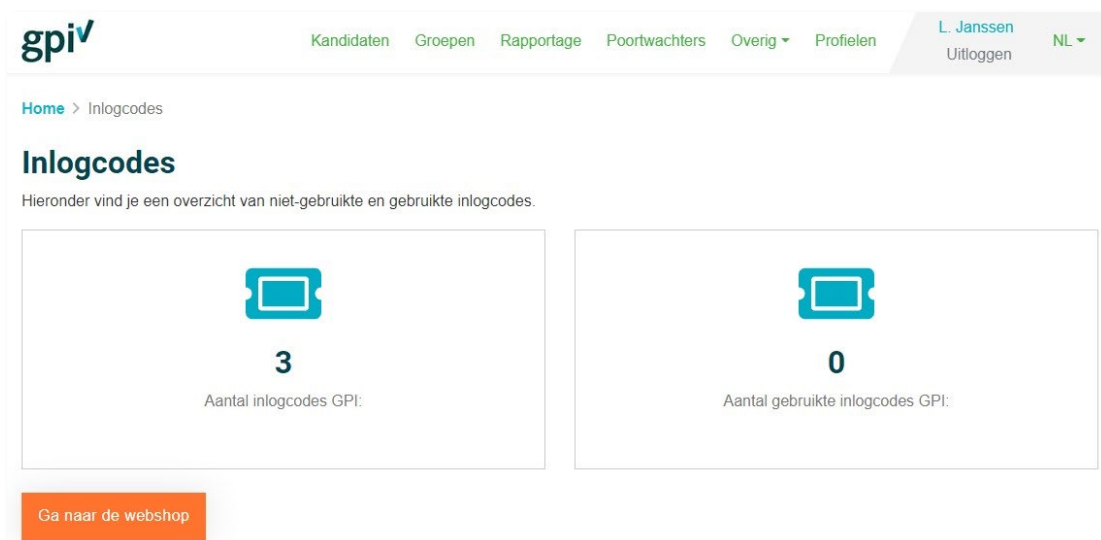 gpi
Kandidaten Groepen Rapportage Poortwachters Overig Profielen
L. Janssen
Uitloggen
NL
Home > Inlogcodes
Inlogcodes
Hieronder vind je een overzicht van niet-gebruikte en gebruikte inlogcodes.
3
Aantal inlogcodes GPI:
0
Aantal gebruikte inlogcodes GPI:
Ga naar de webshop